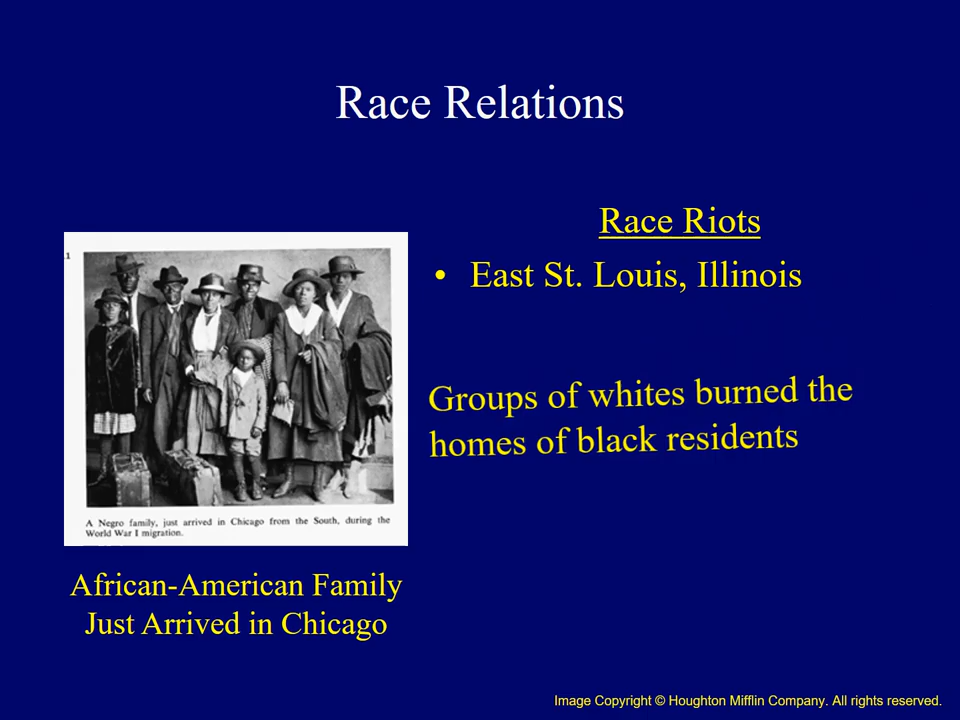 Race Relations
11
A Negro family, just arrived in Chicago from the South, during the
World War I migration.
African-American Family
Just Arrived in Chicago
Race Riots
• East St. Louis, Illinois
Groups of whites burned the
homes of black residents
Image Copyright © Houghton Mifflin Company. All rights reserved.